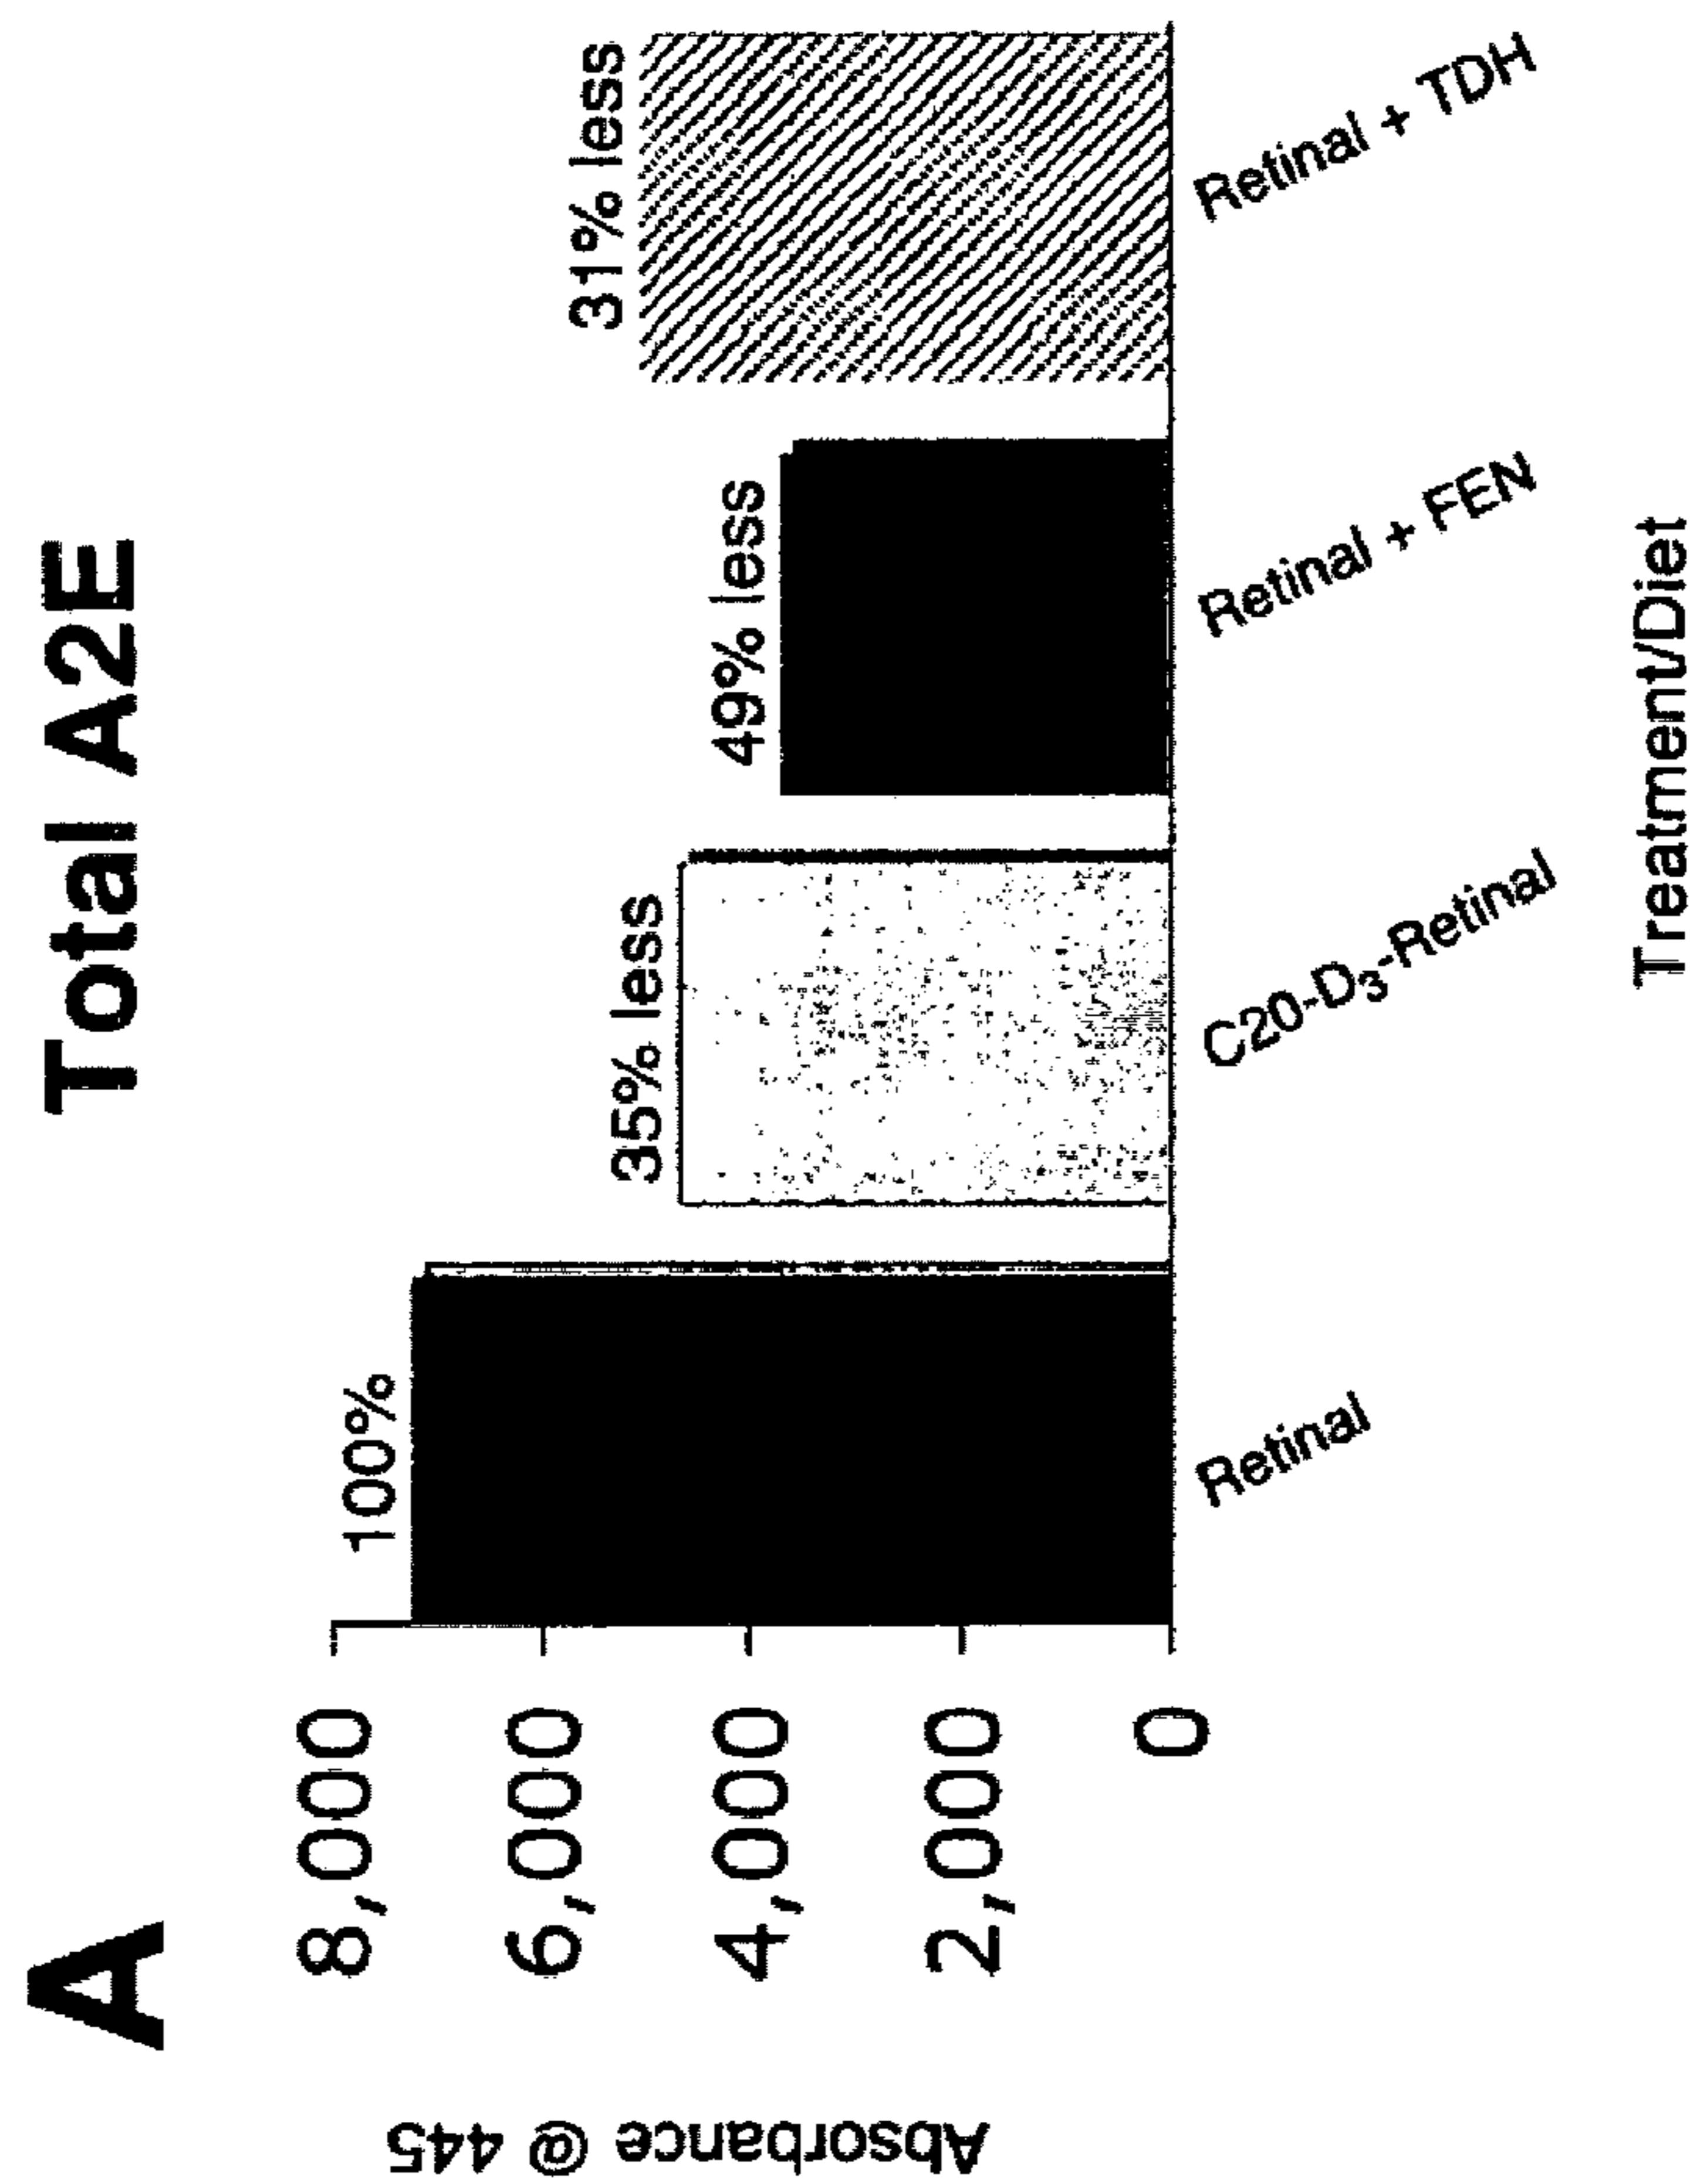 A
Total A2E
Absorbance @ 445
8,000
6,000
4,000
2,000
0
100%
35% less
49% less
31% less
Retinal
C20-D₃-Retinal
Retinal + FEN
Retinal + TDH
Treatment/Diet